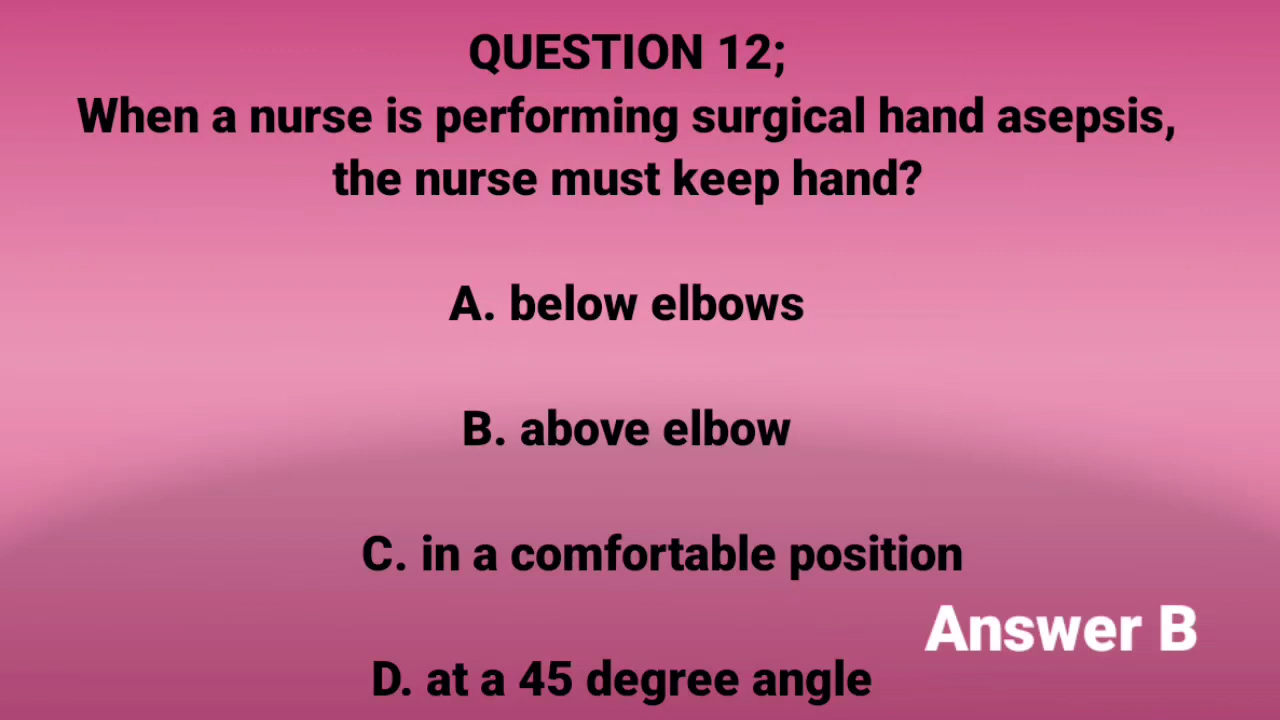 QUESTION 12;
When a nurse is performing surgical hand asepsis,
the nurse must keep hand?
A. below elbows
B. above elbow
C. in a comfortable position
Answer B
D. at a 45 degree angle